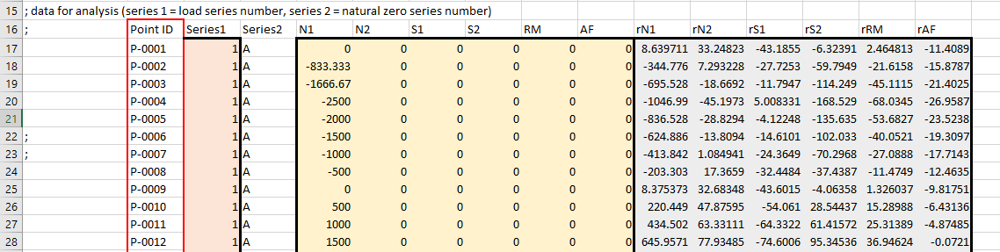 15 ; data for analysis (series 1 = load series number, series 2 = natural zero series number)
16 ; Point ID Series1 Series2 N1 N2 S1 S2 RM AF rN1 rN2 rS1 rS2 rRM rAF
17 P-0001 1 A 0 0 0 0 0 0 8.639711 33.24823 -43.1855 -6.32391 2.464813 -11.4089
18 P-0002 1 A -833.333 0 0 0 0 0 -344.776 7.293228 -27.7253 -59.7949 -21.6158 -15.8787
19 P-0003 1 A -1666.67 0 0 0 0 0 -695.528 -18.6692 -11.7947 -114.249 -45.1115 -21.4025
20 P-0004 1 A -2500 0 0 0 0 0 -1046.99 -45.1973 5.008331 -168.529 -68.0345 -26.9587
21 P-0005 1 A -2000 0 0 0 0 0 -836.528 -28.8294 -4.12248 -135.635 -53.6827 -23.5238
22 ; P-0006 1 A -1500 0 0 0 0 0 -624.886 -13.8094 -14.6101 -102.033 -40.0521 -19.3097
23 ; P-0007 1 A -1000 0 0 0 0 0 -413.842 1.084941 -24.3649 -70.2968 -27.0888 -17.7143
24 P-0008 1 A -500 0 0 0 0 0 -203.303 17.3659 -32.4484 -37.4387 -11.4749 -12.4635
25 P-0009 1 A 0 0 0 0 0 0 8.375373 32.68348 -43.6015 -4.06358 1.326037 -9.81751
26 P-0010 1 A 500 0 0 0 0 0 220.449 47.87595 -54.061 28.54437 15.28988 -6.43136
27 P-0011 1 A 1000 0 0 0 0 0 434.502 63.33111 -64.3322 61.41572 25.31389 -4.87485
28 P-0012 1 A 1500 0 0 0 0 0 645.9571 77.93485 -74.6006 95.34536 36.94624 -0.0721